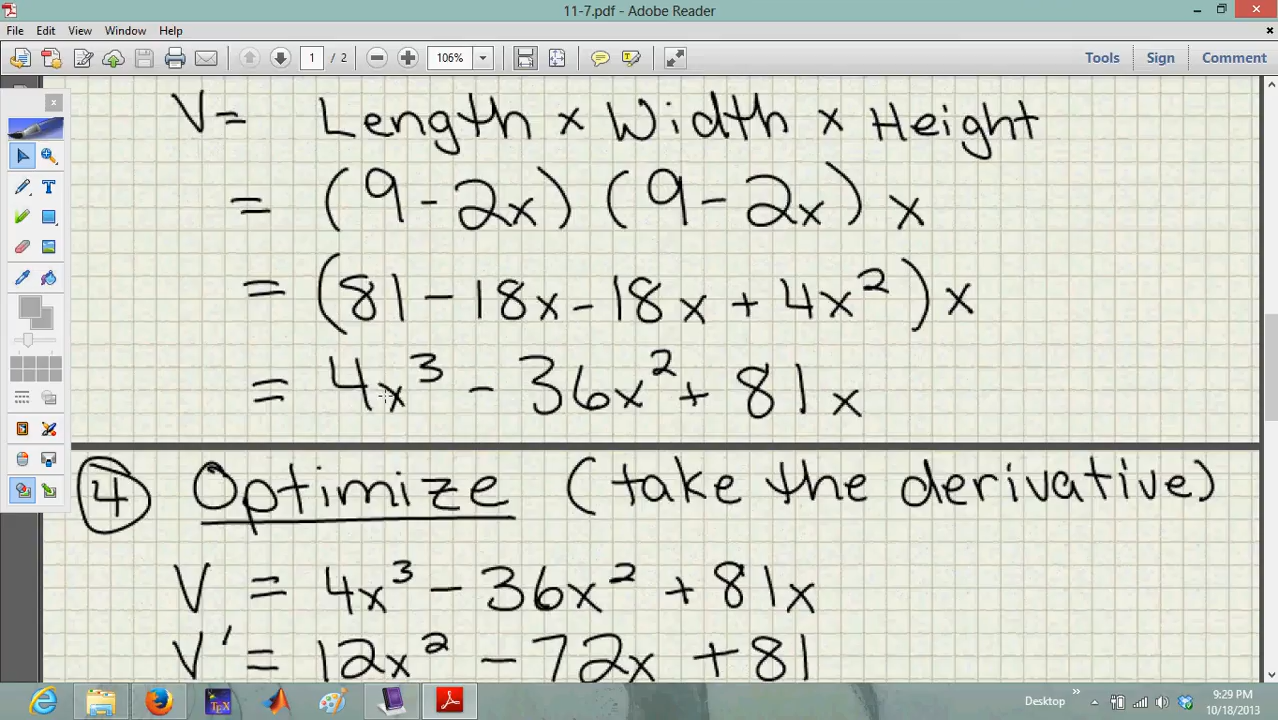 11-7.pdf - Adobe Reader
File Edit View Window Help
1 / 2 106% Tools Sign Comment
V = Length × Width × Height
= (9 - 2x) (9 - 2x) x
= (81 - 18x - 18x + 4x²) x
= 4x³ - 36x² + 81x
④ Optimize (take the derivative)
V = 4x³ - 36x² + 81x
V' = 12x² - 72x + 81
Desktop
9:29 PM
10/18/2013